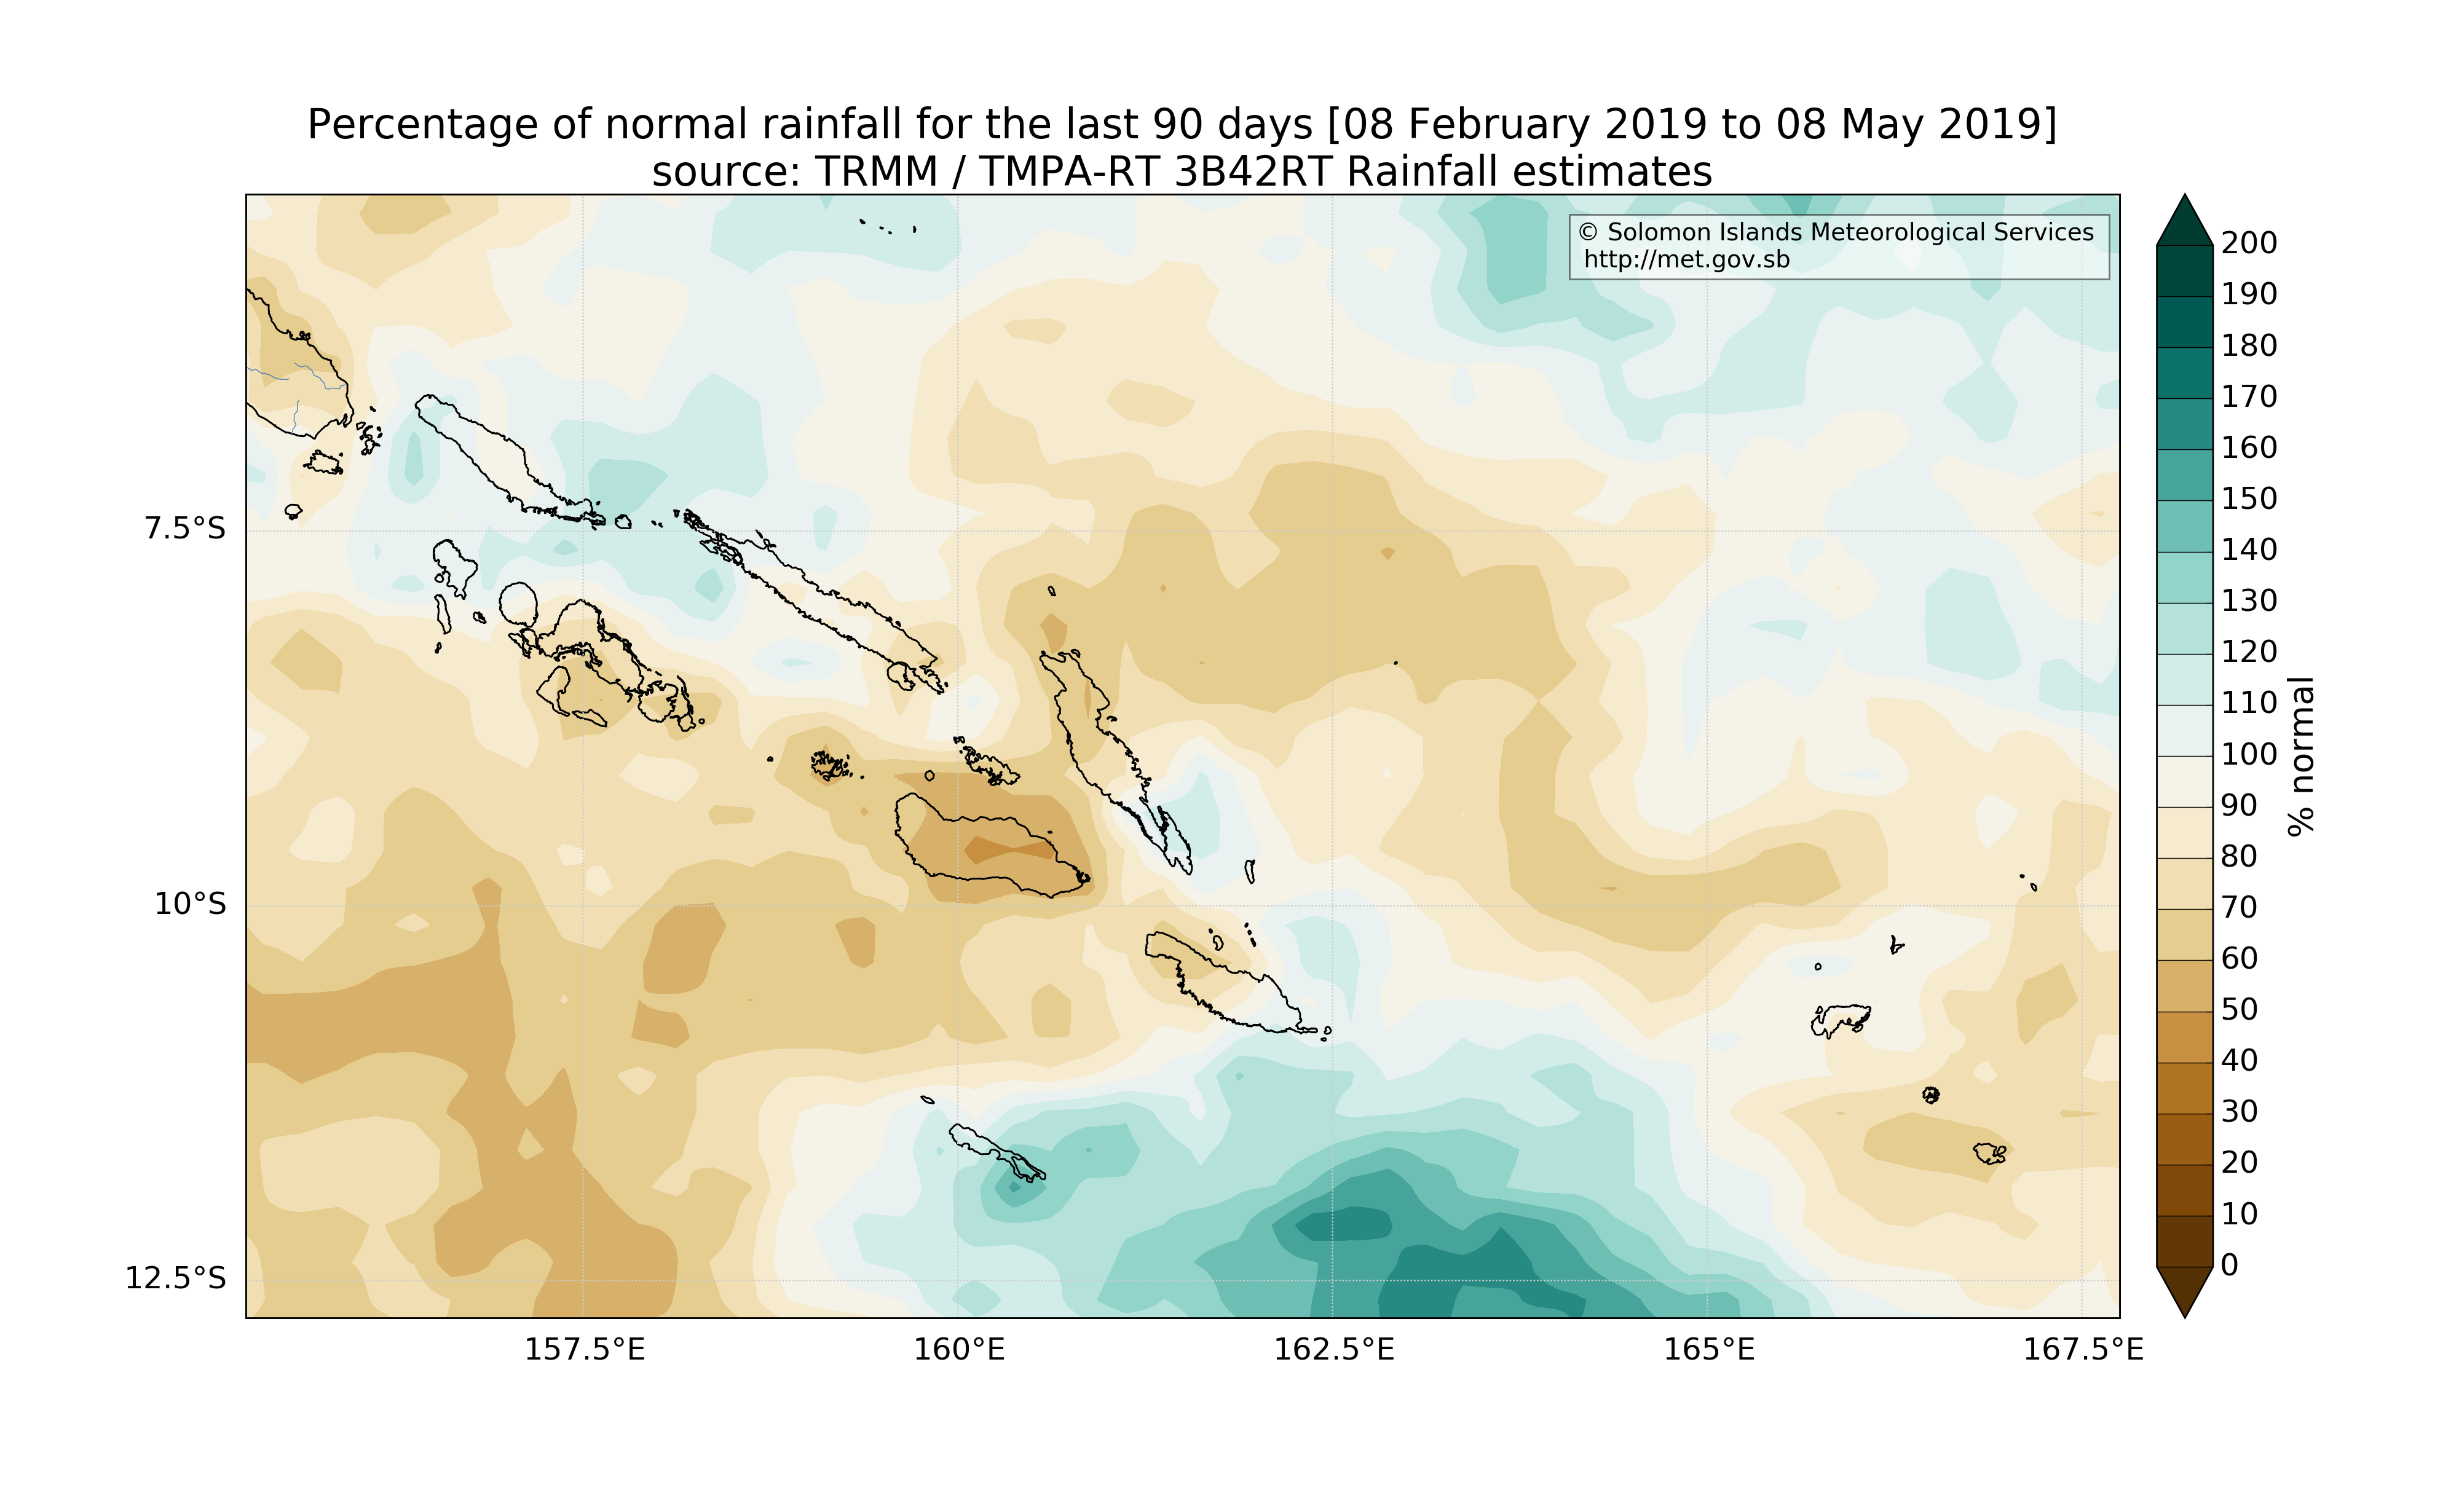 Percentage of normal rainfall for the last 90 days [08 February 2019 to 08 May 2019]
source: TRMM / TMPA-RT 3B42RT Rainfall estimates
© Solomon Islands Meteorological Services
http://met.gov.sb
7.5°S
10°S
12.5°S
157.5°E
160°E
162.5°E
165°E
167.5°E
200
190
180
170
160
150
140
130
120
110
100
90
80
70
60
50
40
30
20
10
0
% normal